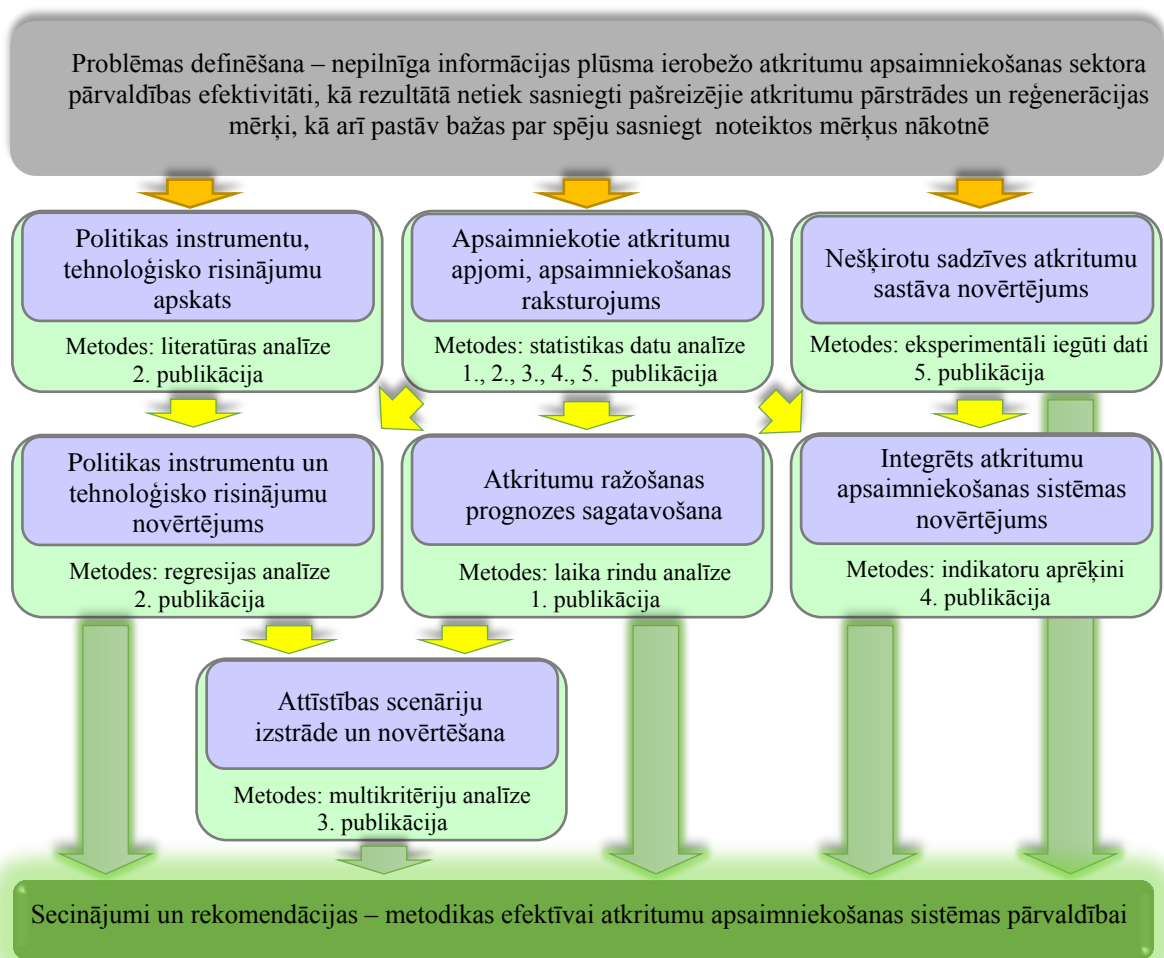 Problēmas definēšana – nepilnīga informācijas plūsma ierobežo atkritumu apsaimniekošanas sektora
pārvaldības efektivitāti, kā rezultātā netiek sasniegti pašreizējie atkritumu pārstrādes un reģenerācijas
mērķi, kā arī pastāv bažas par spēju sasniegt noteiktos mērķus nākotnē
Politikas instrumentu,
tehnoloģisko risinājumu
apskats
Metodes: literatūras analīze
2. publikācija
Apsaimniekotie atkritumu
apjomi, apsaimniekošanas
raksturojums
Metodes: statistikas datu analīze
1., 2., 3., 4., 5. publikācija
Nešķirotu sadzīves atkritumu
sastāva novērtējums
Metodes: eksperimentāli iegūti dati
5. publikācija
Politikas instrumentu un
tehnoloģisko risinājumu
novērtējums
Metodes: regresijas analīze
2. publikācija
Atkritumu ražošanas
prognozes sagatavošana
Metodes: laika rindu analīze
1. publikācija
Integrēts atkritumu
apsaimniekošanas sistēmas
novērtējums
Metodes: indikatoru aprēķini
4. publikācija
Attīstības scenāriju
izstrāde un novērtēšana
Metodes: multikritēriju analīze
3. publikācija
Secinājumi un rekomendācijas – metodikas efektīvai atkritumu apsaimniekošanas sistēmas pārvaldībai